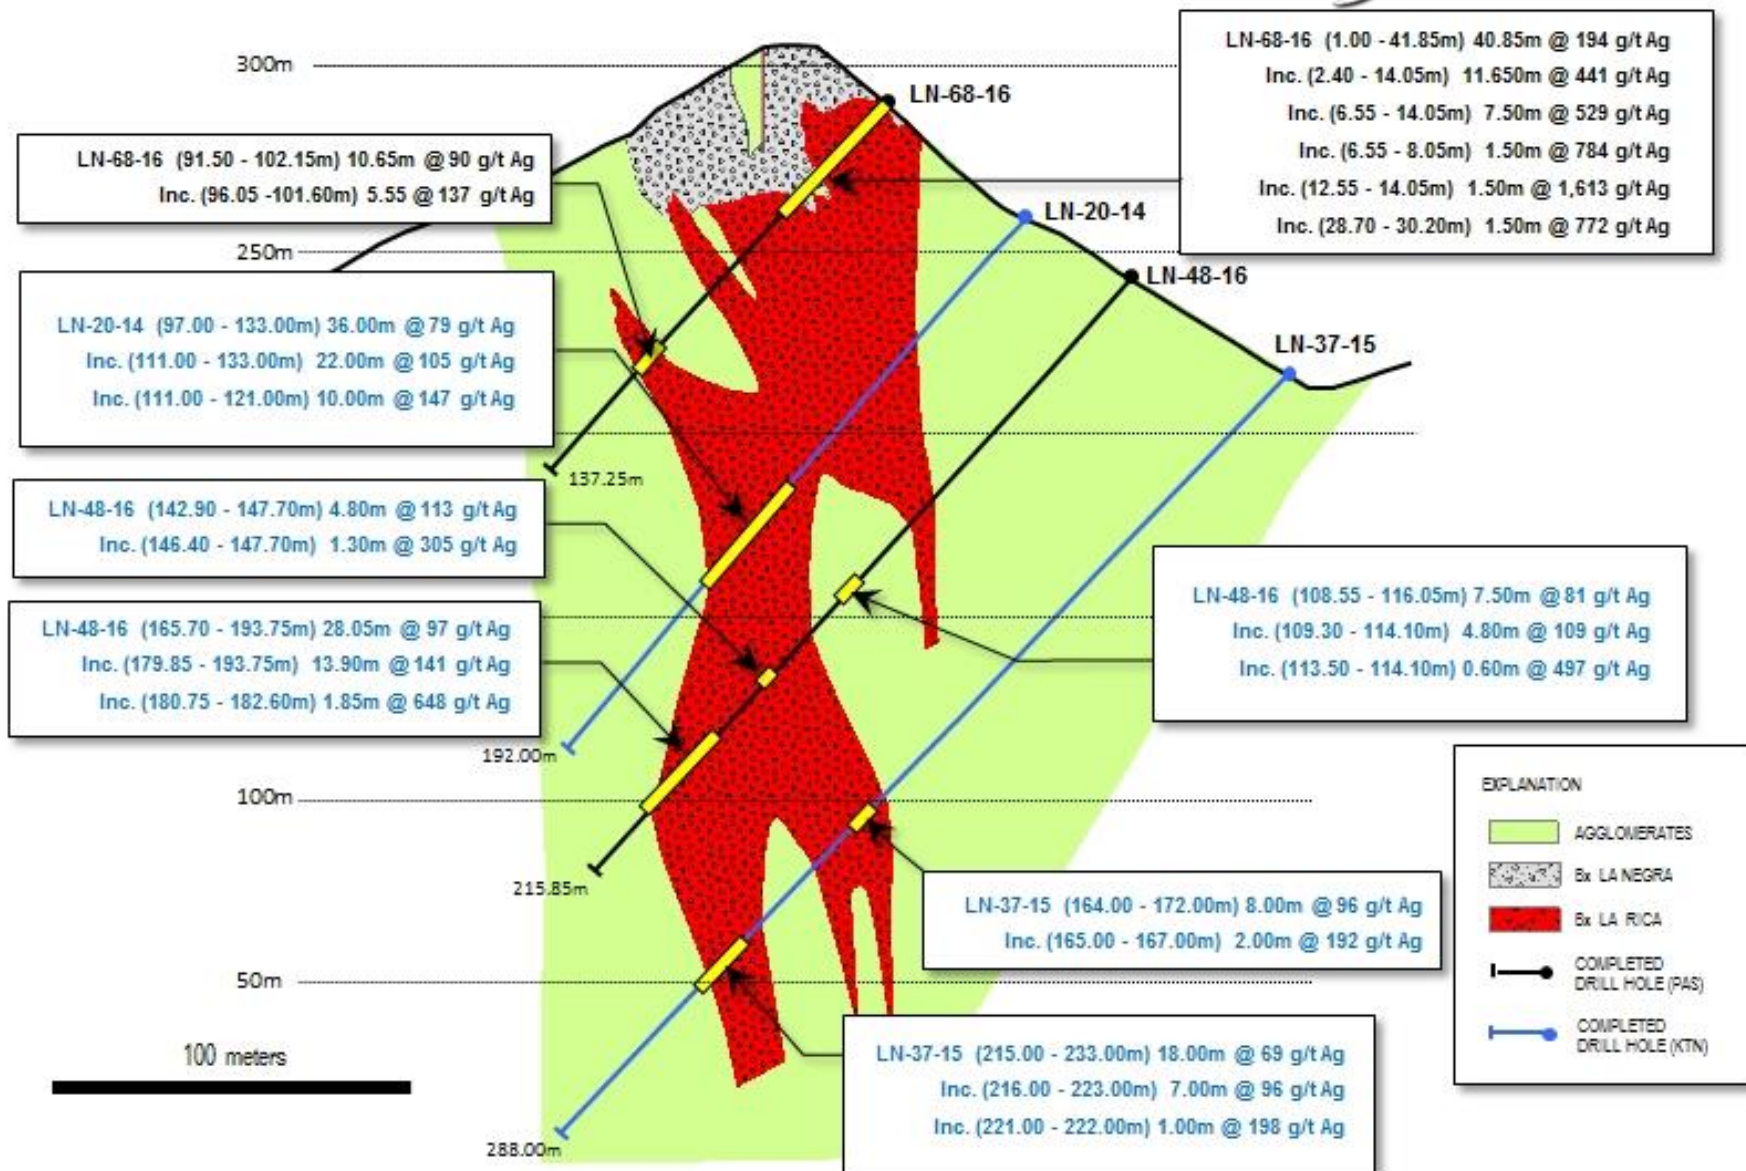 300m
LN-68-16 (1.00 - 41.85m) 40.85m @ 194 g/t Ag
Inc. (2.40 - 14.05m) 11.650m @ 441 g/t Ag
Inc. (6.55 - 14.05m) 7.50m @ 529 g/t Ag
Inc. (6.55 - 8.05m) 1.50m @ 784 g/t Ag
Inc. (12.55 - 14.05m) 1.50m @ 1,613 g/t Ag
Inc. (28.70 - 30.20m) 1.50m @ 772 g/t Ag
LN-68-16
LN-68-16 (91.50 - 102.15m) 10.65m @ 90 g/t Ag
Inc. (96.05 -101.60m) 5.55 @ 137 g/t Ag
LN-20-14
250m
LN-48-16
LN-20-14 (97.00 - 133.00m) 36.00m @ 79 g/t Ag
Inc. (111.00 - 133.00m) 22.00m @ 105 g/t Ag
Inc. (111.00 - 121.00m) 10.00m @ 147 g/t Ag
LN-37-15
137.25m
LN-48-16 (142.90 - 147.70m) 4.80m @ 113 g/t Ag
Inc. (146.40 - 147.70m) 1.30m @ 305 g/t Ag
LN-48-16 (108.55 - 116.05m) 7.50m @ 81 g/t Ag
Inc. (109.30 - 114.10m) 4.80m @ 109 g/t Ag
Inc. (113.50 - 114.10m) 0.60m @ 497 g/t Ag
LN-48-16 (165.70 - 193.75m) 28.05m @ 97 g/t Ag
Inc. (179.85 - 193.75m) 13.90m @ 141 g/t Ag
Inc. (180.75 - 182.60m) 1.85m @ 648 g/t Ag
192.00m
100m
215.85m
LN-37-15 (164.00 - 172.00m) 8.00m @ 96 g/t Ag
Inc. (165.00 - 167.00m) 2.00m @ 192 g/t Ag
50m
EXPLANATION
AGGLOMERATES
Bx LA NEGRA
Bx LA RICA
COMPLETED
DRILL HOLE (PAS)
COMPLETED
DRILL HOLE (KTN)
100 meters
LN-37-15 (215.00 - 233.00m) 18.00m @ 69 g/t Ag
Inc. (216.00 - 223.00m) 7.00m @ 96 g/t Ag
Inc. (221.00 - 222.00m) 1.00m @ 198 g/t Ag
288.00m